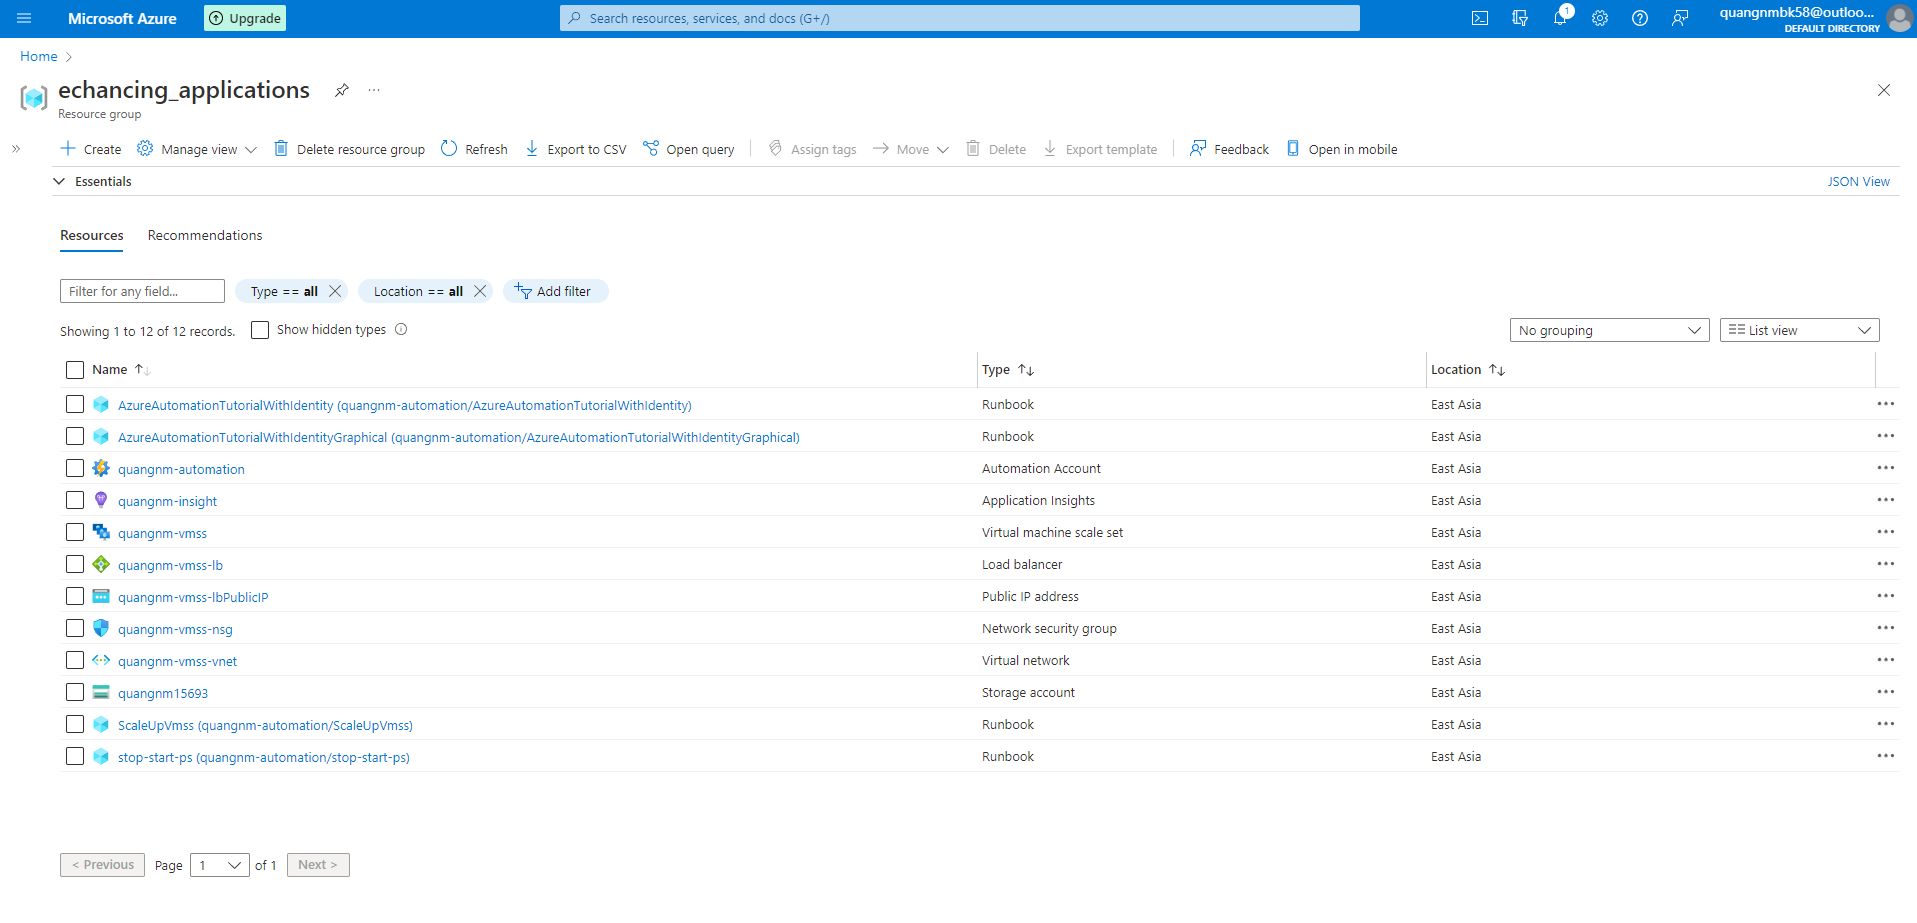 Microsoft Azure
Upgrade
Search resources, services, and docs (G+/)
1
quangnmbk58@outloo...
DEFAULT DIRECTORY
Home
echancing_applications
...
Resource group
Create
Manage view
Delete resource group
Refresh
Export to CSV
Open query
Assign tags
Move
Delete
Export template
Feedback
Open in mobile
Essentials
JSON View
Resources
Recommendations
Filter for any field...
Type == all
Location == all
Add filter
Showing 1 to 12 of 12 records.
Show hidden types
No grouping
List view
Name
Type
Location
AzureAutomationTutorialWithIdentity (quangnm-automation/AzureAutomationTutorialWithIdentity)
Runbook
East Asia
AzureAutomationTutorialWithIdentityGraphical (quangnm-automation/AzureAutomationTutorialWithIdentityGraphical)
Runbook
East Asia
quangnm-automation
Automation Account
East Asia
quangnm-insight
Application Insights
East Asia
quangnm-vmss
Virtual machine scale set
East Asia
quangnm-vmss-lb
Load balancer
East Asia
quangnm-vmss-lbPublicIP
Public IP address
East Asia
quangnm-vmss-nsg
Network security group
East Asia
quangnm-vmss-vnet
Virtual network
East Asia
quangnm15693
Storage account
East Asia
ScaleUpVmss (quangnm-automation/ScaleUpVmss)
Runbook
East Asia
stop-start-ps (quangnm-automation/stop-start-ps)
Runbook
East Asia
< Previous
Page
1
of 1
Next >